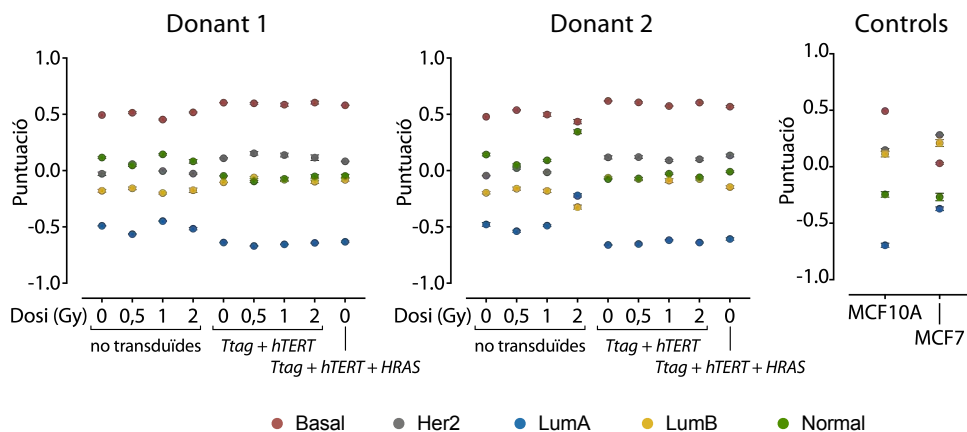 Donant 1
Donant 2
Controls
Puntuació
1.0
0.5
0.0
-0.5
-1.0
Dosi (Gy) 0 0,5 1 2 0 0,5 1 2 0
no transduïdes
Ttag + hTERT
Ttag + hTERT + HRAS
Puntuació
1.0
0.5
0.0
-0.5
-1.0
Dosi (Gy) 0 0,5 1 2 0 0,5 1 2 0
no transduïdes
Ttag + hTERT
Ttag + hTERT + HRAS
Puntuació
1.0
0.5
0.0
-0.5
-1.0
MCF10A
MCF7
Basal Her2 LumA LumB Normal